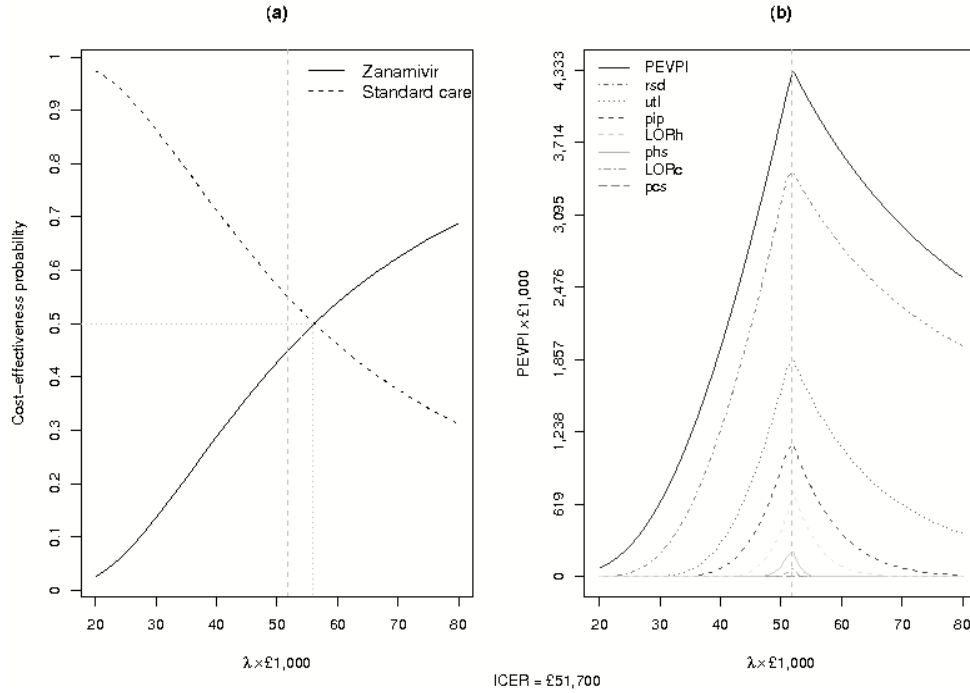 (a)
Zanamivir
Standard care
Cost−effectiveness probability
1
0.9
0.8
0.7
0.6
0.5
0.4
0.3
0.2
0.1
0
20 30 40 50 60 70 80
λ×£1,000
(b)
PEVPI
rsd
utl
pip
LORh
phs
LORc
pcs
PEVPI×£1,000
4,333
3,714
3,095
2,476
1,857
1,238
619
0
20 30 40 50 60 70 80
λ×£1,000
ICER = £51,700